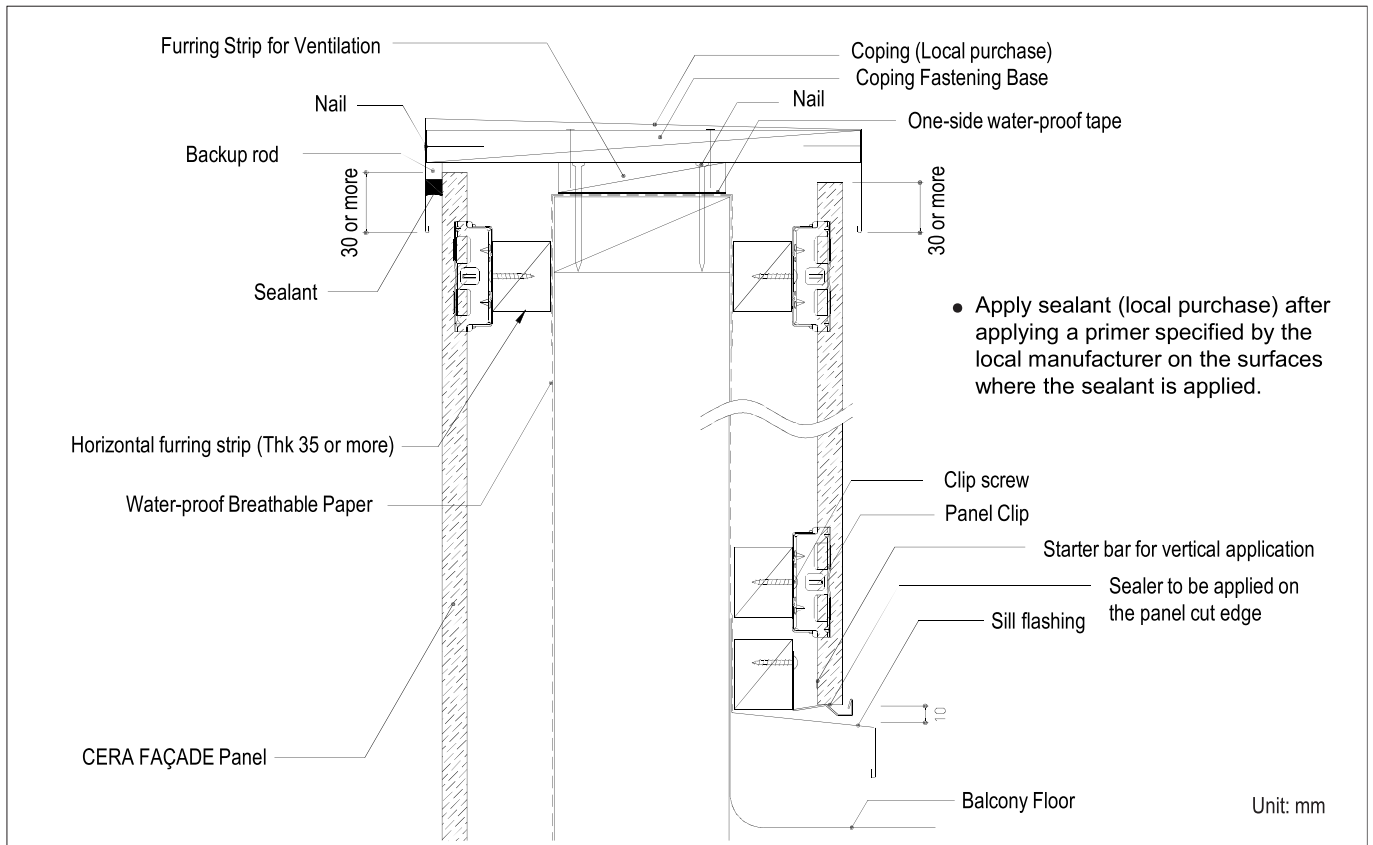 Furring Strip for Ventilation
Coping (Local purchase)
Coping Fastening Base
Nail
Nail
One-side water-proof tape
Backup rod
30 or more
30 or more
Sealant
● Apply sealant (local purchase) after
applying a primer specified by the
local manufacturer on the surfaces
where the sealant is applied.
Horizontal furring strip (Thk 35 or more)
Water-proof Breathable Paper
Clip screw
Panel Clip
Starter bar for vertical application
Sealer to be applied on
the panel cut edge
Sill flashing
10
CERA FAÇADE Panel
Balcony Floor
Unit: mm